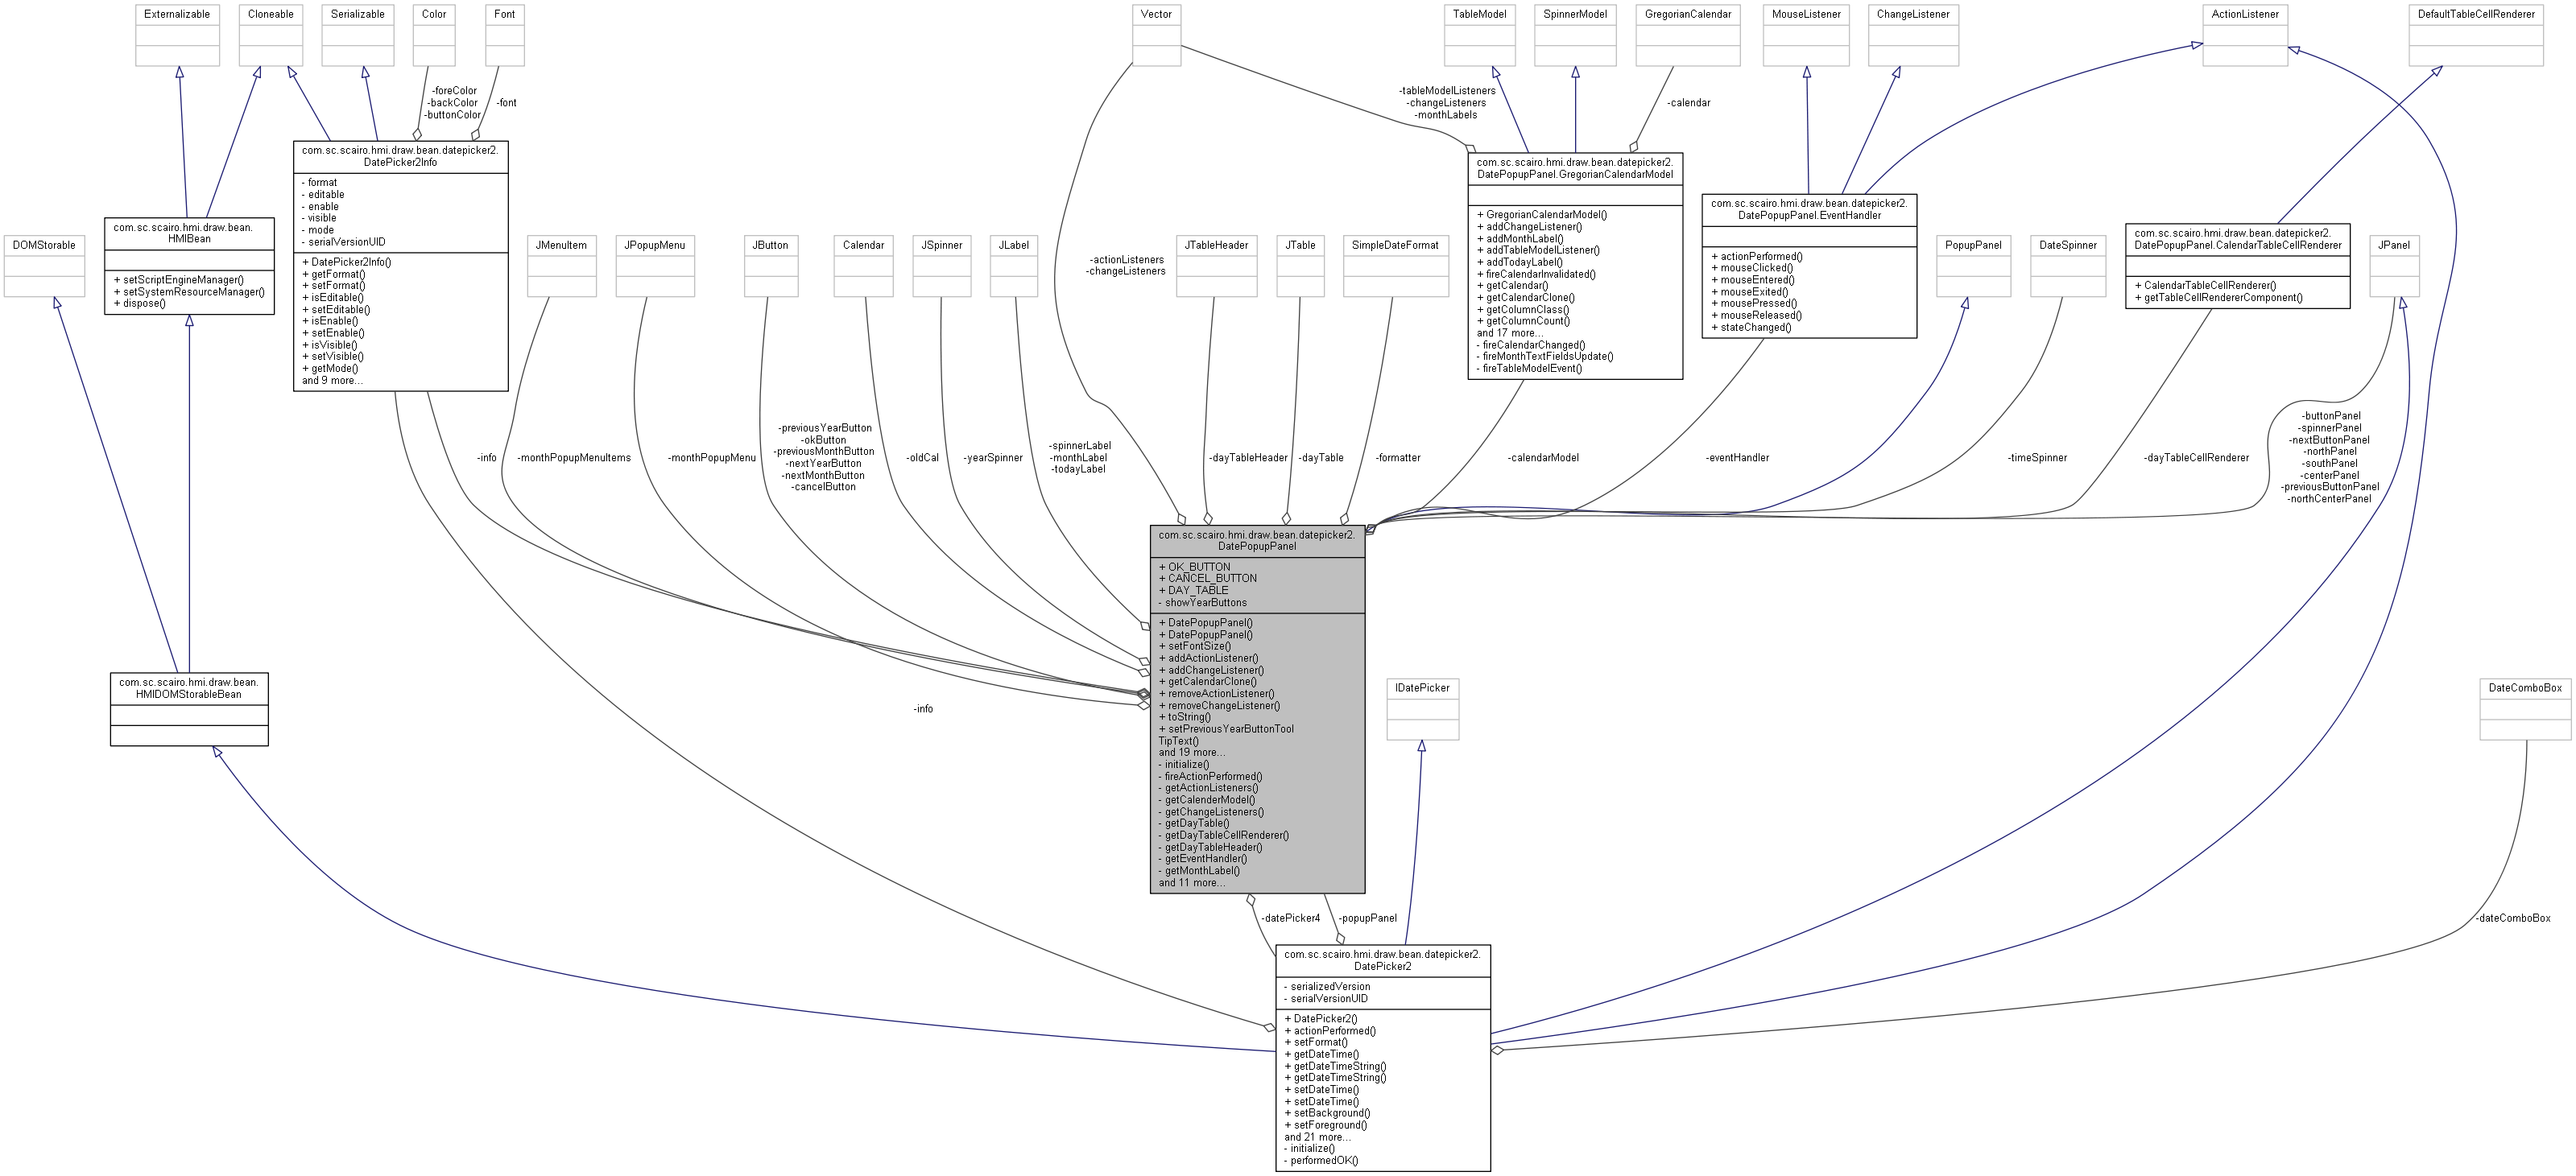 Externalizable
Cloneable
Serializable
Color
Font
Vector
TableModel
SpinnerModel
GregorianCalendar
MouseListener
ChangeListener
ActionListener
DefaultTableCellRenderer
-foreColor
-backColor
-buttonColor
-font
-tableModelListeners
-changeListeners
-monthLabels
-calendar
com.sc.scairo.hmi.draw.bean.datepicker2.
DatePicker2Info
- format
- editable
- enable
- visible
- mode
- serialVersionUID
+ DatePicker2Info()
+ getFormat()
+ setFormat()
+ isEditable()
+ setEditable()
+ isEnable()
+ setEnable()
+ isVisible()
+ setVisible()
+ getMode()
and 9 more...
com.sc.scairo.hmi.draw.bean.datepicker2.
DatePopupPanel.GregorianCalendarModel
+ GregorianCalendarModel()
+ addChangeListener()
+ addMonthLabel()
+ addTableModelListener()
+ addTodayLabel()
+ fireCalendarInvalidated()
+ getCalendar()
+ getCalendarClone()
+ getColumnClass()
+ getColumnCount()
and 17 more...
- fireCalendarChanged()
- fireMonthTextFieldsUpdate()
- fireTableModelEvent()
com.sc.scairo.hmi.draw.bean.datepicker2.
DatePopupPanel.EventHandler
+ actionPerformed()
+ mouseClicked()
+ mouseEntered()
+ mouseExited()
+ mousePressed()
+ mouseReleased()
+ stateChanged()
com.sc.scairo.hmi.draw.bean.
HMIBean
+ setScriptEngineManager()
+ setSystemResourceManager()
+ dispose()
com.sc.scairo.hmi.draw.bean.datepicker2.
DatePopupPanel.CalendarTableCellRenderer
+ CalendarTableCellRenderer()
+ getTableCellRendererComponent()
DOMStorable
JMenuItem
JPopupMenu
JButton
Calendar
JSpinner
JLabel
-actionListeners
-changeListeners
JTableHeader
JTable
SimpleDateFormat
PopupPanel
DateSpinner
JPanel
-info
-monthPopupMenuItems
-monthPopupMenu
-previousYearButton
-okButton
-previousMonthButton
-nextYearButton
-nextMonthButton
-cancelButton
-oldCal
-yearSpinner
-spinnerLabel
-monthLabel
-todayLabel
-dayTableHeader
-dayTable
-formatter
-calendarModel
-eventHandler
-timeSpinner
-dayTableCellRenderer
-buttonPanel
-spinnerPanel
-nextButtonPanel
-northPanel
-southPanel
-centerPanel
-previousButtonPanel
-northCenterPanel
com.sc.scairo.hmi.draw.bean.datepicker2.
DatePopupPanel
+ OK_BUTTON
+ CANCEL_BUTTON
+ DAY_TABLE
- showYearButtons
+ DatePopupPanel()
+ DatePopupPanel()
+ setFontSize()
+ addActionListener()
+ addChangeListener()
+ getCalendarClone()
+ removeActionListener()
+ removeChangeListener()
+ toString()
+ setPreviousYearButtonTool
TipText()
and 19 more...
- initialize()
- fireActionPerformed()
- getActionListeners()
- getCalenderModel()
- getChangeListeners()
- getDayTable()
- getDayTableCellRenderer()
- getDayTableHeader()
- getEventHandler()
- getMonthLabel()
and 11 more...
com.sc.scairo.hmi.draw.bean.
HMIDOMStorableBean
-info
IDatePicker
DateComboBox
-datePicker4
-popupPanel
-dateComboBox
com.sc.scairo.hmi.draw.bean.datepicker2.
DatePicker2
- serializedVersion
- serialVersionUID
+ DatePicker2()
+ actionPerformed()
+ setFormat()
+ getDateTime()
+ getDateTimeString()
+ getDateTimeString()
+ setDateTime()
+ setDateTime()
+ setBackground()
+ setForeground()
and 21 more...
- initialize()
- performedOK()